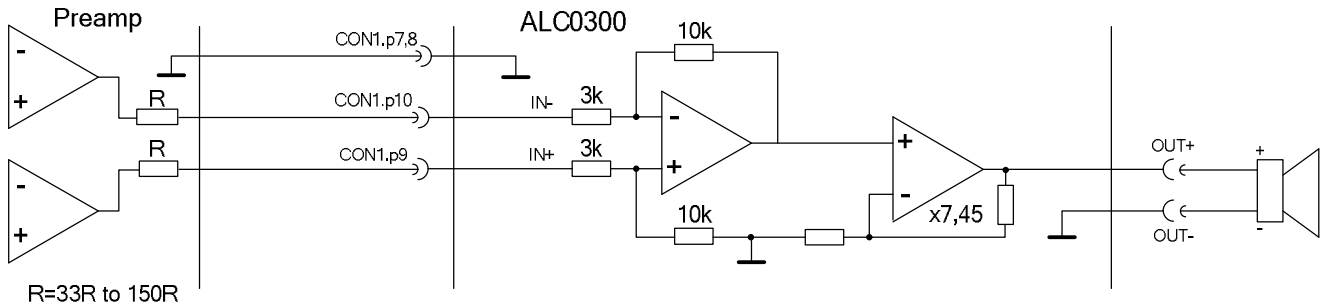 Preamp
ALC0300
CON1.p7,8
10k
-
+
R
CON1.p10
IN-
3k
-
+
R
CON1.p9
IN+
3k
+
-
x7,45
OUT+
+
-
OUT-
-
+
10k
R=33R to 150R